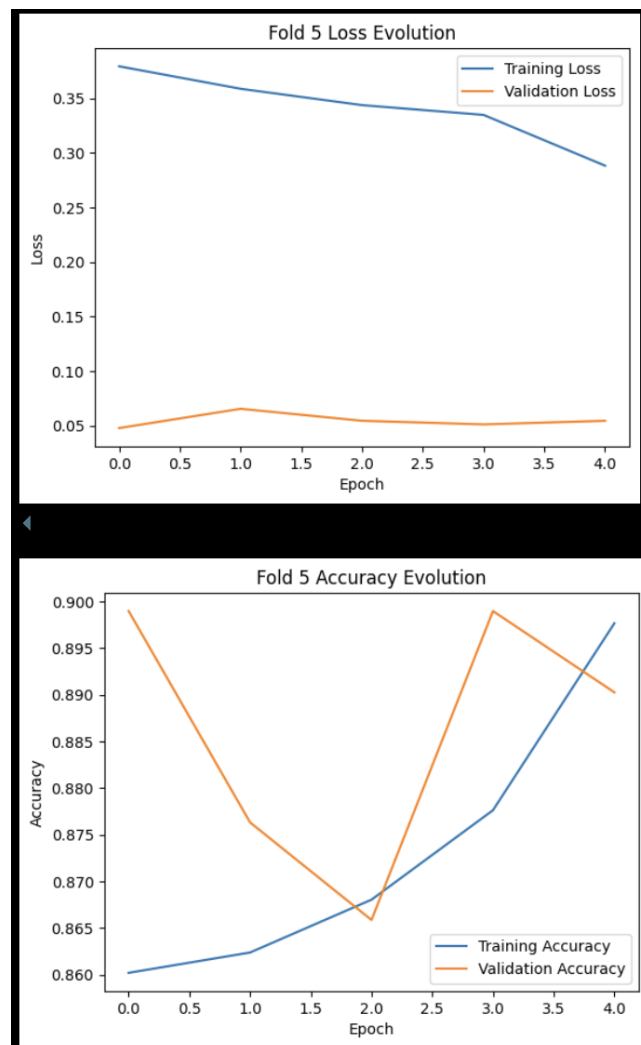 Fold 5 Loss Evolution
Training Loss
Validation Loss
0.35
0.30
0.25
0.20
0.15
0.10
0.05
Loss
0.0 0.5 1.0 1.5 2.0 2.5 3.0 3.5 4.0
Epoch
Fold 5 Accuracy Evolution
0.900
0.895
0.890
0.885
0.880
0.875
0.870
0.865
0.860
Accuracy
Training Accuracy
Validation Accuracy
0.0 0.5 1.0 1.5 2.0 2.5 3.0 3.5 4.0
Epoch